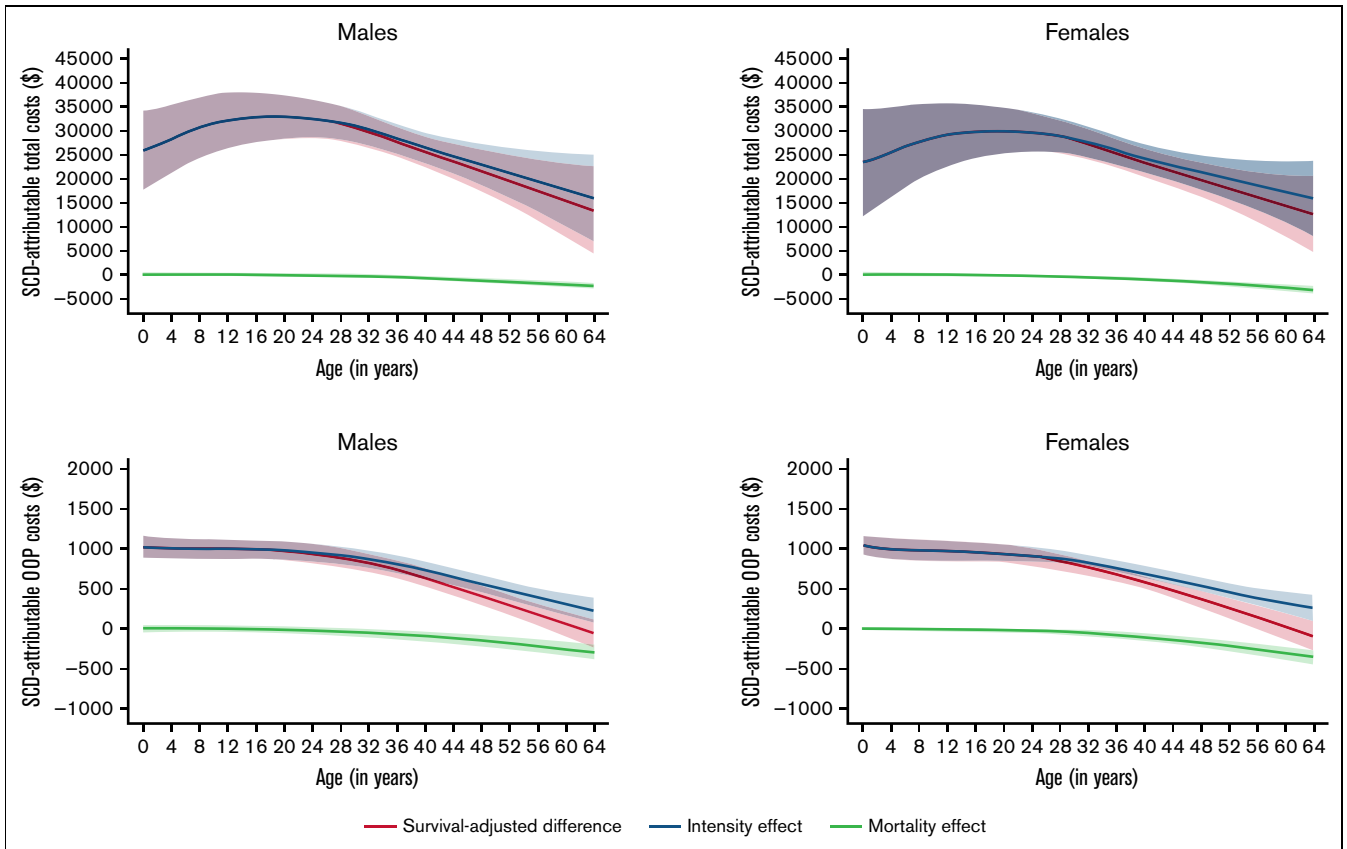 Males
SCD-attributable total costs ($)
45000
40000
35000
30000
25000
20000
15000
10000
5000
0
−5000
0 4 8 12 16 20 24 28 32 36 40 44 48 52 56 60 64
Age (in years)
Females
SCD-attributable total costs ($)
45000
40000
35000
30000
25000
20000
15000
10000
5000
0
−5000
0 4 8 12 16 20 24 28 32 36 40 44 48 52 56 60 64
Age (in years)
Males
SCD-attributable OOP costs ($)
2000
1500
1000
500
0
−500
−1000
0 4 8 12 16 20 24 28 32 36 40 44 48 52 56 60 64
Age (in years)
Females
SCD-attributable OOP costs ($)
2000
1500
1000
500
0
−500
−1000
0 4 8 12 16 20 24 28 32 36 40 44 48 52 56 60 64
Age (in years)
Survival-adjusted difference Intensity effect Mortality effect